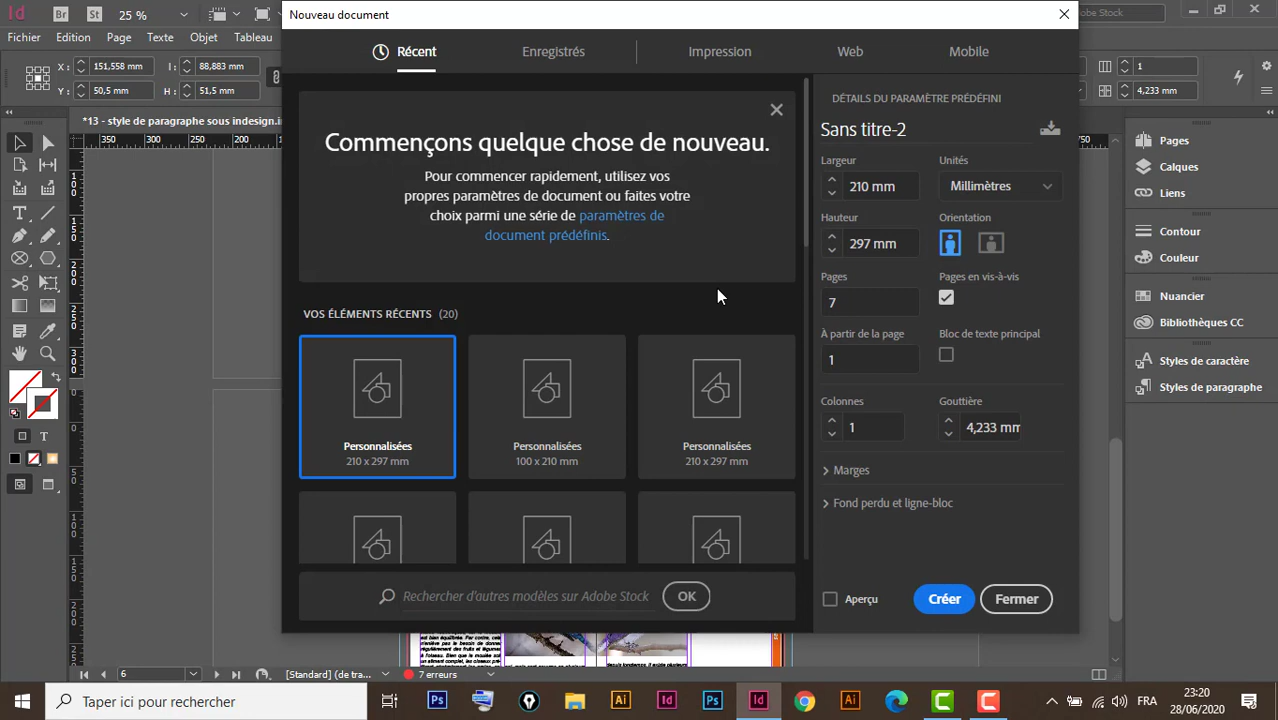 Id Br St 25 % Adobe Stock
Nouveau document
Fichier Edition Page Texte Objet Tableau
Récent Enregistrés Impression Web Mobile
X : 151,558 mm L : 88,883 mm 1
Y : 50,5 mm H : 51,5 mm 4,233 mm
*13 - style de paragraphe sous indesign.in
DÉTAILS DU PARAMÈTRE PRÉDÉFINI
Commençons quelque chose de nouveau.
Pour commencer rapidement, utilisez vos
propres paramètres de document ou faites votre
choix parmi une série de paramètres de
document prédéfinis.
Sans titre-2
Largeur Unités
210 mm Millimètres
Hauteur Orientation
297 mm
Pages Pages en vis-à-vis
7
À partir de la page Bloc de texte principal
1
Colonnes Gouttière
1 4,233 mm
Marges
Fond perdu et ligne-bloc
VOS ÉLÉMENTS RÉCENTS (20)
Personnalisées Personnalisées Personnalisées
210 x 297 mm 100 x 210 mm 210 x 297 mm
Rechercher d'autres modèles sur Adobe Stock OK
Aperçu Créer Fermer
Pages
Calques
Liens
Contour
Couleur
Nuancier
Bibliothèques CC
Styles de caractère
Styles de paragraphe
6 [Standard] (de tra... 7 erreurs
Taper ici pour rechercher
FRA
23:20
28/06/2020